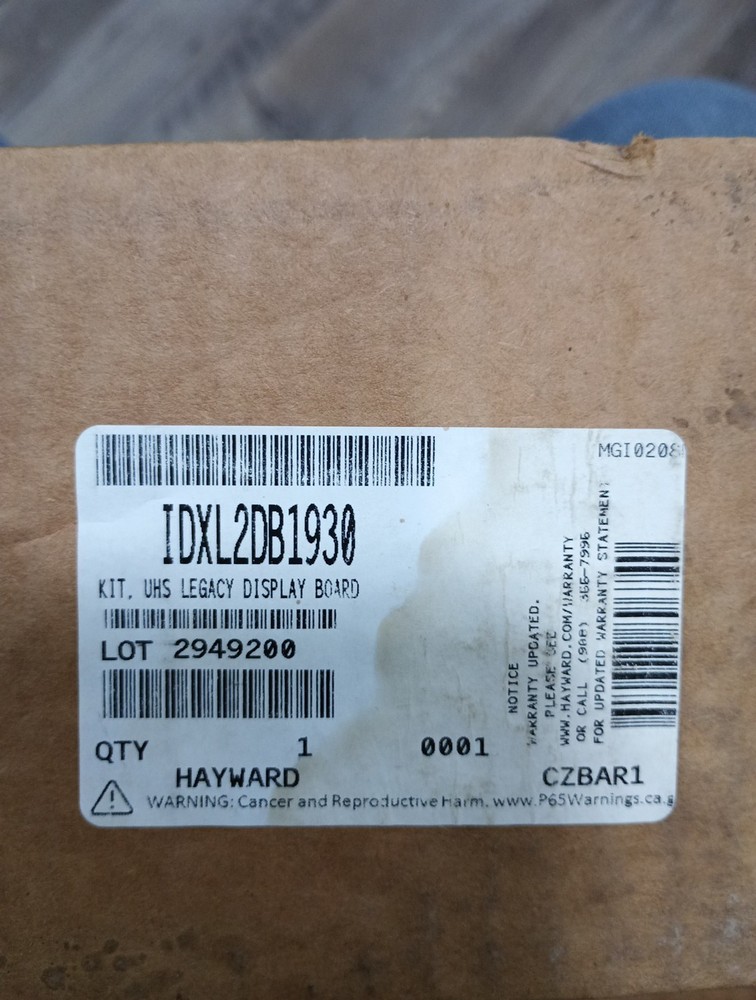 MGI0208
IDXL2DB1930
KIT, UHS LEGACY DISPLAY BOARD
LOT 2949200
QTY 1 0001
HAYWARD CZBAR1
WARNING: Cancer and Reproductive Harm. www.P65Warnings.ca.g
NOTICE
WARRANTY UPDATED.
PLEASE SEE
WWW.HAYWARD.COM/WARRANTY
OR CALL (908) 366-7996
FOR UPDATED WARRANTY STATEMENT